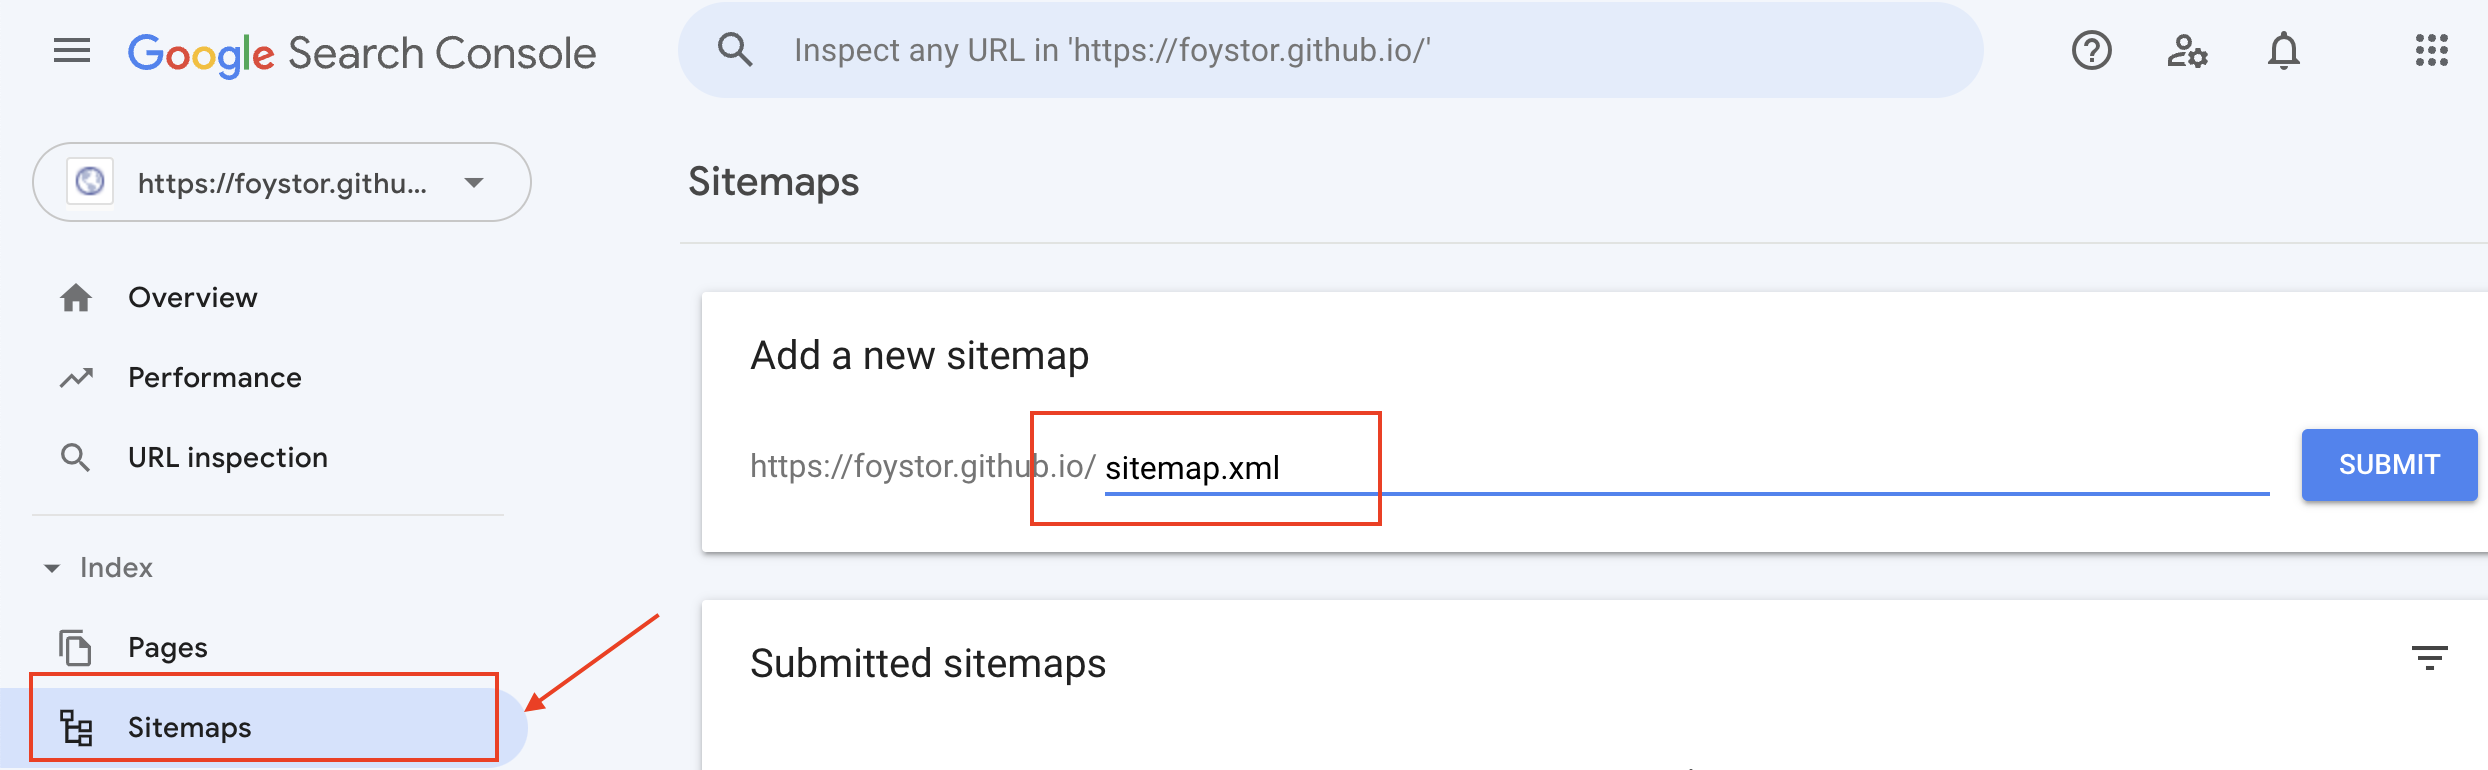 Google Search Console
Inspect any URL in 'https://foystor.github.io/'
https://foystor.githu...
Overview
Performance
URL inspection
Index
Pages
Sitemaps
Sitemaps
Add a new sitemap
https://foystor.github.io/ sitemap.xml
SUBMIT
Submitted sitemaps